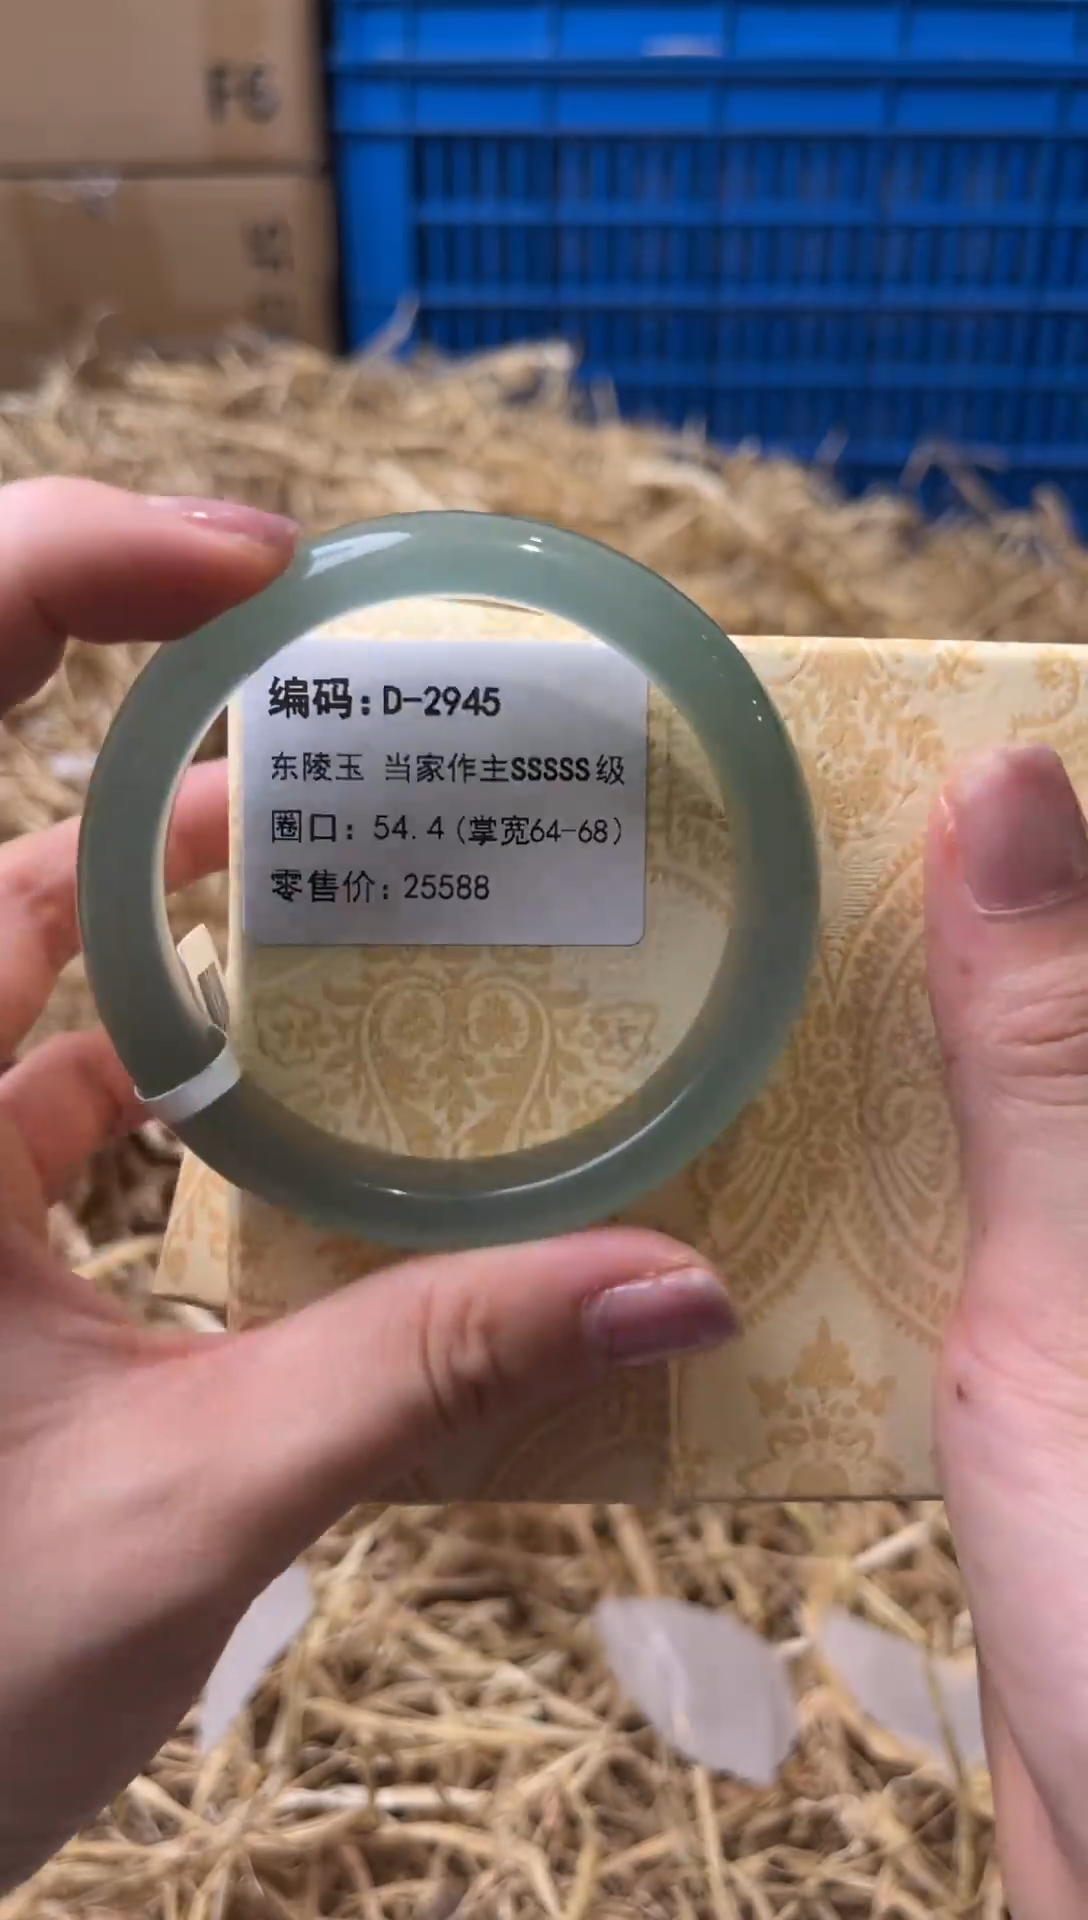 F6
编码:D-2945
东陵玉 当家作主SSSSS级
圈口: 54.4(掌宽64-68)
零售价: 25588